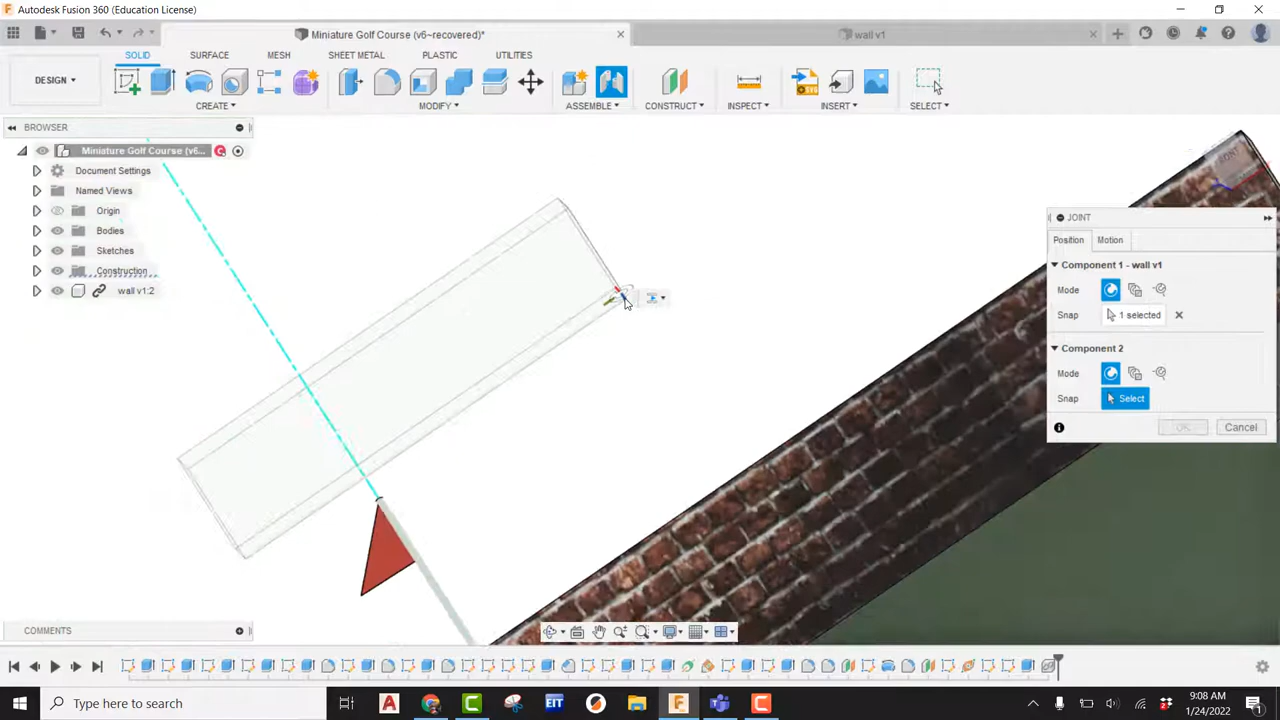 Autodesk Fusion 360 (Education License)
Miniature Golf Course (v6~recovered)*
wall v1
SOLID
SURFACE
MESH
SHEET METAL
PLASTIC
UTILITIES
DESIGN
CREATE
MODIFY
ASSEMBLE
CONSTRUCT
INSPECT
INSERT
SELECT
BROWSER
Miniature Golf Course (v6...
Document Settings
Named Views
Origin
Bodies
Sketches
Construction
wall v1:2
JOINT
Position
Motion
Component 1 - wall v1
Mode
Snap
1 selected
Component 2
Mode
Snap
Select
OK
Cancel
COMMENTS
Type here to search
EIT
9:08 AM
1/24/2022